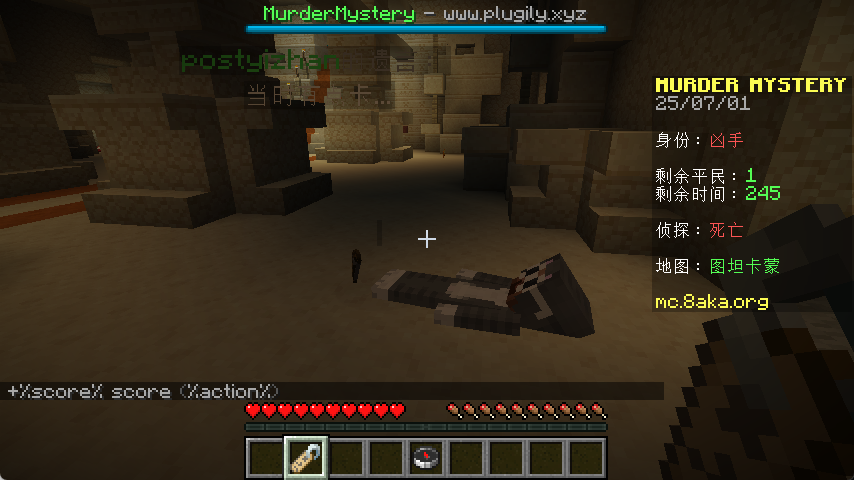 MurderMystery – www.plugily.xyz
postyizhan
MURDER MYSTERY
25/07/01
身份：凶手
剩余平民：1
剩余时间：245
侦探：死亡
地图：图坦卡蒙
mc.8aka.org
+%score% score (%action%)